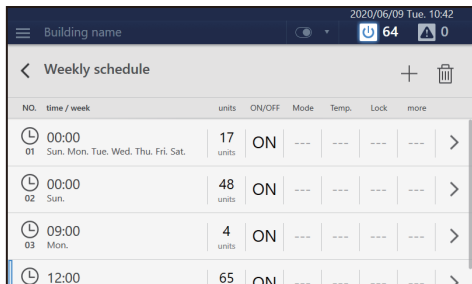 2020/06/09 Tue. 10:42
Building name 64 0
Weekly schedule
NO. time / week units ON/OFF Mode Temp. Lock more
00:00 17 ON --- --- --- ---
01 Sun. Mon. Tue. Wed. Thu. Fri. Sat. units
00:00 48 ON --- --- --- ---
02 Sun. units
09:00 4 ON --- --- --- ---
03 Mon. units
12:00 65 ON --- --- --- ---